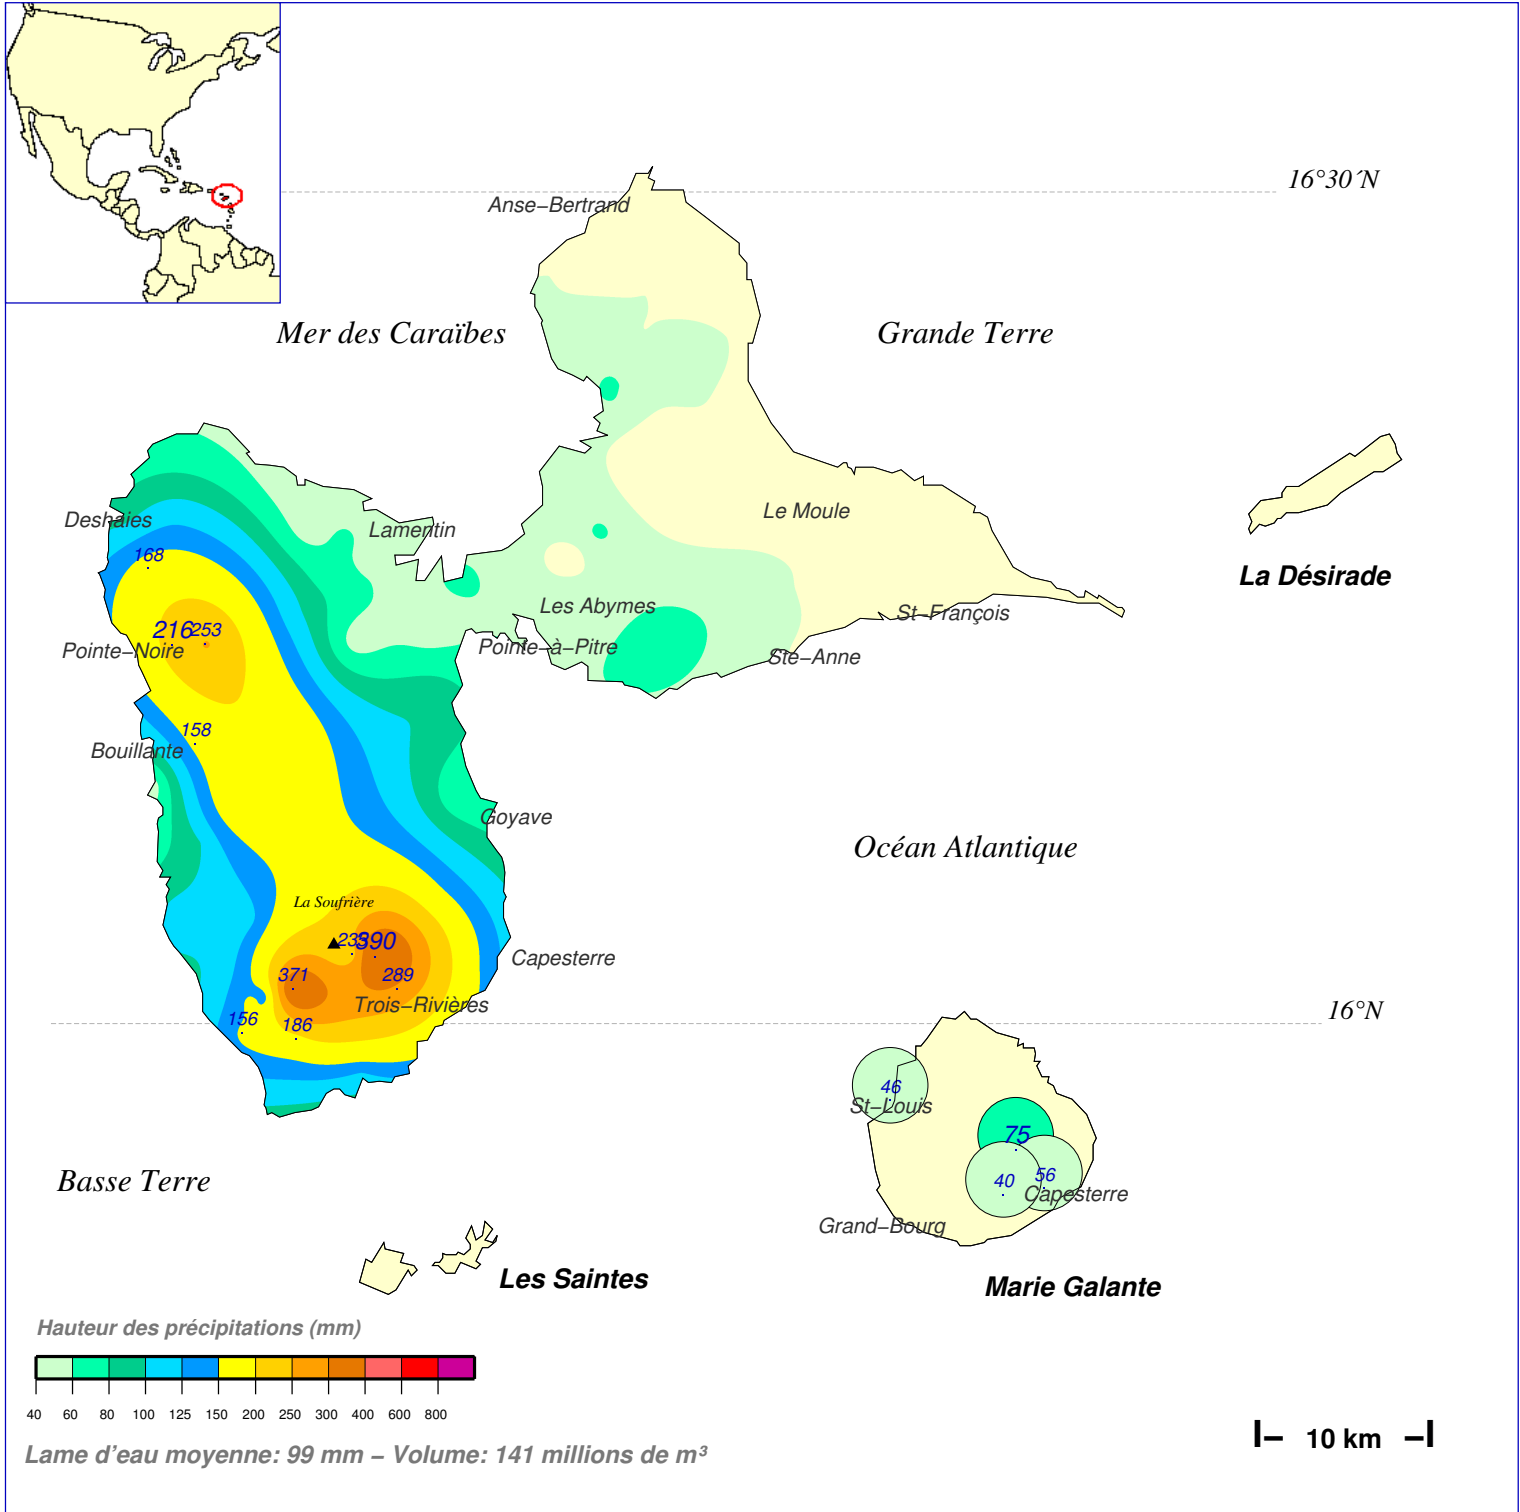 16°30´N
Anse–Bertrand
Mer des Caraïbes
Grande Terre
Le Moule
Deshaies
Lamentin
168
La Désirade
Les Abymes
St–François
216
253
Pointe–Noire
Pointe–à–Pitre
Ste–Anne
158
Bouillante
Goyave
Océan Atlantique
La Soufrière
390
Capesterre
371
289
Trois–Rivières
156
186
16°N
46
St–Louis
75
56
40
Capesterre
Basse Terre
Grand–Bourg
Les Saintes
Marie Galante
Hauteur des précipitations (mm)
40 60 80 100 125 150 200 250 300 400 600 800
10 km
Lame d’eau moyenne: 99 mm – Volume: 141 millions de m³